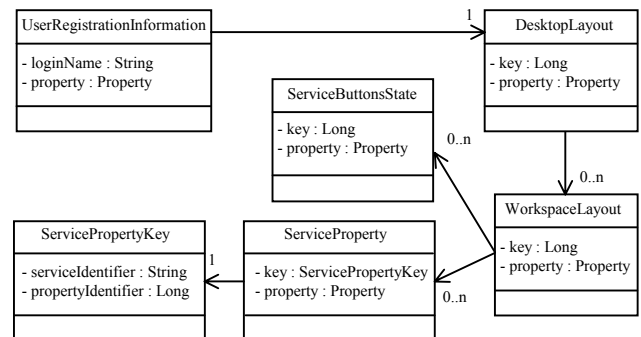 UserRegistrationInformation
- loginName : String
- property : Property
1
DesktopLayout
- key : Long
- property : Property
ServiceButtonsState
- key : Long
- property : Property
0..n
0..n
WorkspaceLayout
- key : Long
- property : Property
ServicePropertyKey
- serviceIdentifier : String
- propertyIdentifier : Long
1
ServiceProperty
- key : ServicePropertyKey
- property : Property
0..n